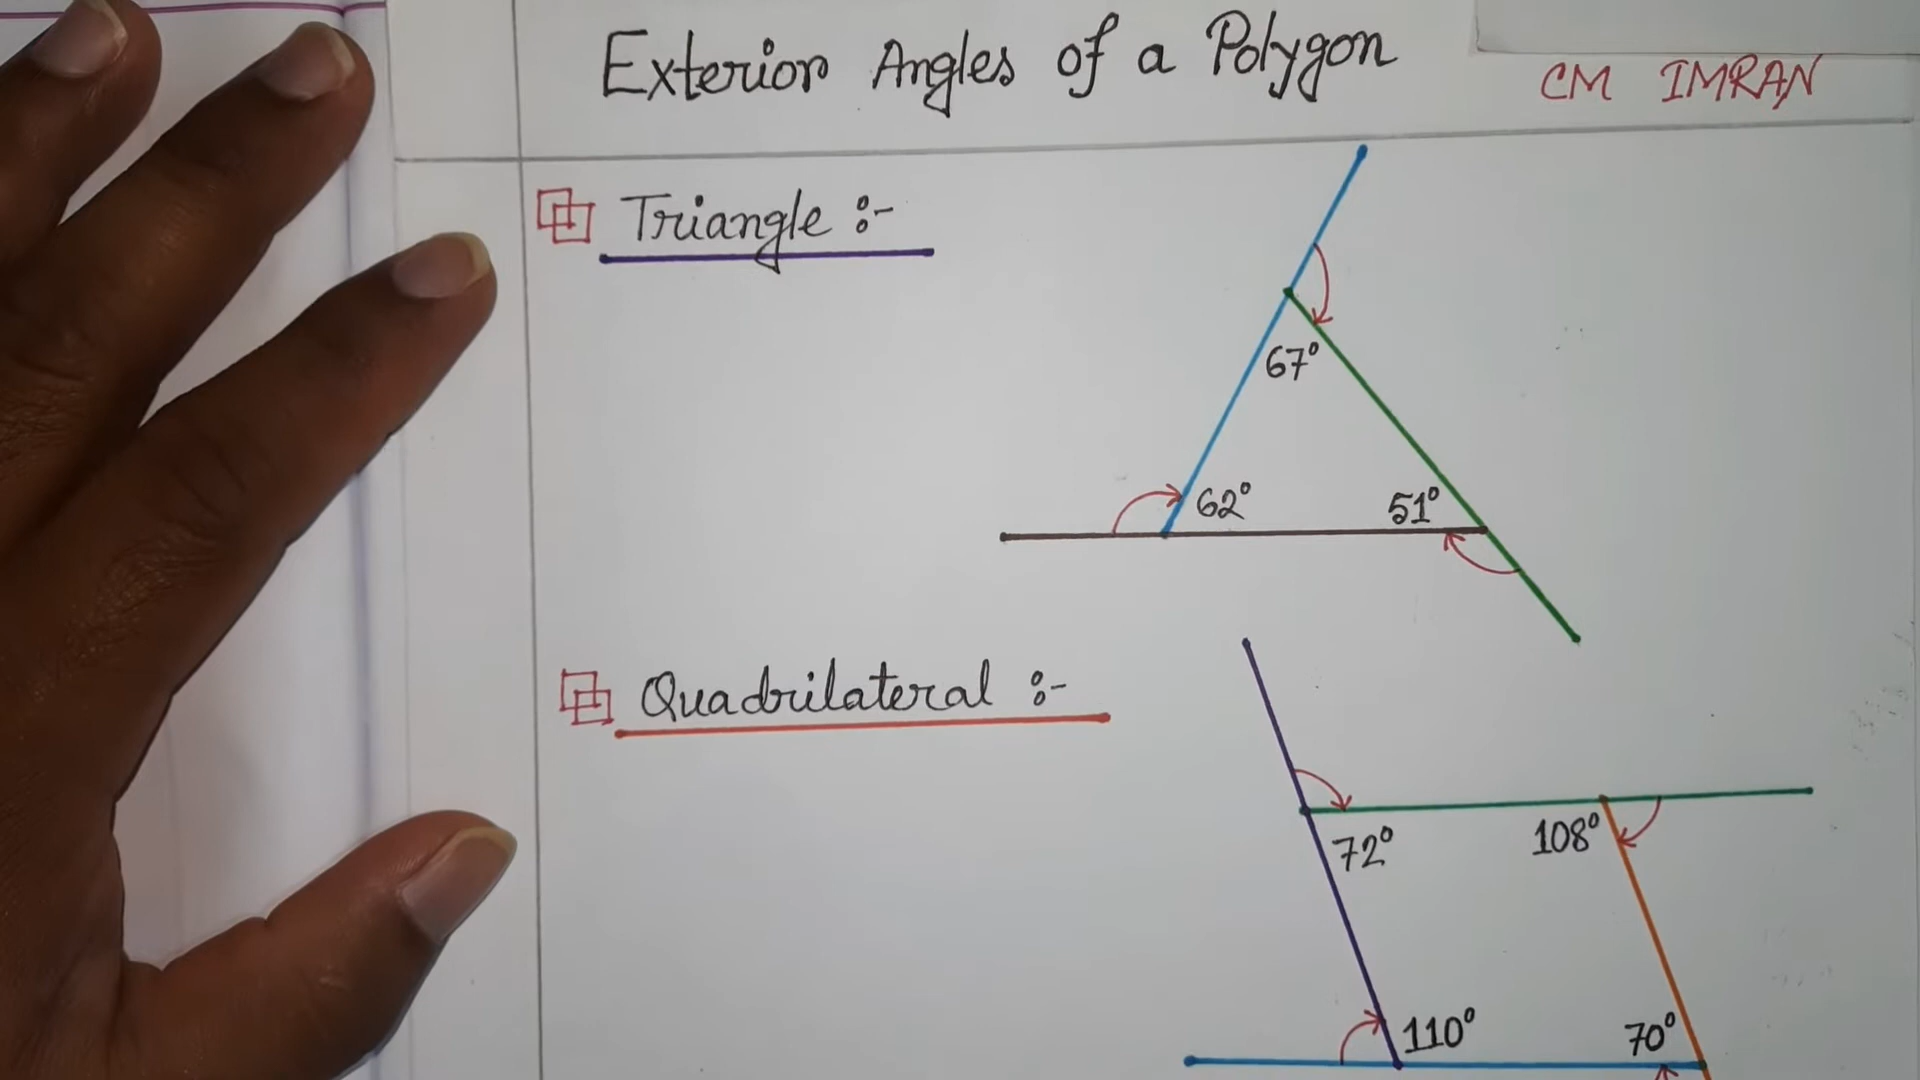 Exterior Angles of a Polygon
CM IMRAN
Triangle :-
67°
62°
51°
Quadrilateral :-
72°
108°
110°
70°